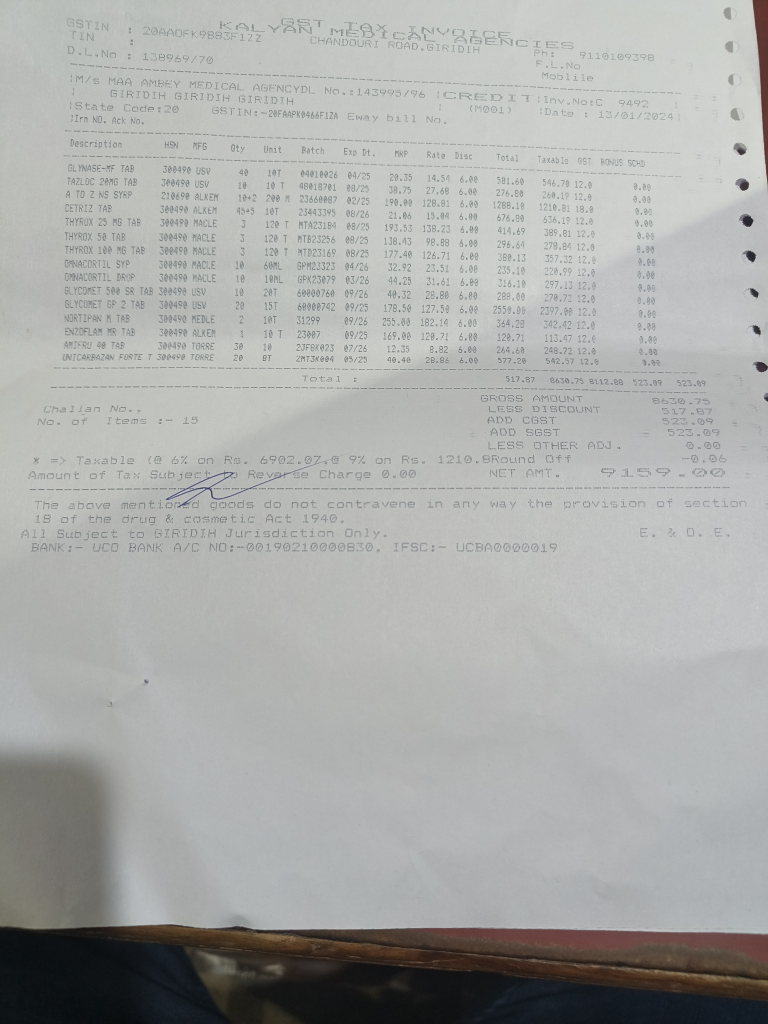 GST TAX INVOICE
GSTIN : 20AAOFK9883F1ZZ KALYAN MEDICAL AGENCIES
TIN : CHANDOURI ROAD,GIRIDIH Ph: 9110109398
D.L.No : 138969/70 F.L.No
Moblile
M/s MAA AMBEY MEDICAL AGENCYDL No.:143995/96 CREDIT Inv.No:C 9492
GIRIDIH GIRIDIH GIRIDIH (M001) Date : 13/01/2024
State Code:20 GSTIN:-20FAAPK0466F1ZA Eway bill No.
Irn NO. Ack No.
Description HSN MFG Qty Unit Batch Exp Dt. MRP Rate Disc Total Taxable GST BONUS SCHD
GLYNASE-MF TAB 300490 USV 40 10T 04010026 04/25 20.35 14.54 6.00 581.60 546.70 12.0 0.00
TAZLOC 20MG TAB 300490 USV 10 10 T 48018701 08/25 38.75 27.68 6.00 276.80 260.19 12.0 0.00
A TO Z NS SYRP 210690 ALKEM 10+2 200 M 23660087 02/25 190.00 128.81 6.00 1288.10 1210.81 18.0 0.00
CETRIZ TAB 300490 ALKEM 45+5 10T 23443395 08/26 21.06 15.04 6.00 676.80 636.19 12.0 0.00
THYROX 25 MG TAB 300490 MACLE 3 120 T MTA23184 08/25 193.53 138.23 6.00 414.69 389.81 12.0 0.00
THYROX 50 TAB 300490 MACLE 3 120 T MTB23256 08/25 138.43 98.88 6.00 296.64 278.84 12.0 0.00
THYROX 100 MG TAB 300490 MACLE 3 120 T MTD23169 08/25 177.40 126.71 6.00 380.13 357.32 12.0 0.00
OMNACORTIL SYP 300490 MACLE 10 60ML GPM23323 04/26 32.92 23.51 6.00 235.10 220.99 12.0 0.00
OMNACORTIL DROP 300490 MACLE 10 10ML GPK23079 03/26 44.25 31.61 6.00 316.10 297.13 12.0 0.00
GLYCOMET 500 SR TAB 300490 USV 10 20T 60000760 09/26 40.32 28.80 6.00 288.00 270.72 12.0 0.00
GLYCOMET GP 2 TAB 300490 USV 20 15T 60000742 09/25 178.50 127.50 6.00 2550.00 2397.00 12.0 0.00
NORTIPAN M TAB 300490 MEDLE 2 10T 31299 09/26 255.00 182.14 6.00 364.28 342.42 12.0 0.00
ENZOFLAM MR TAB 300490 ALKEM 1 10 T 23007 09/25 169.00 120.71 6.00 120.71 113.47 12.0 0.00
AMIFRU 40 TAB 300490 TORRE 30 10 2JF8K023 07/26 12.35 8.82 6.00 264.60 248.72 12.0 0.00
UNICARBAZAN FORTE T 300490 TORRE 20 8T 2MT3K004 05/25 40.40 28.86 6.00 577.20 542.57 12.0 0.00
Total : 517.87 8630.75 8112.88 523.09 523.09
GROSS AMOUNT 8630.75
Challan No., LESS DISCOUNT 517.87
No. of Items :- 15 ADD CGST 523.09
ADD SGST 523.09
LESS OTHER ADJ. 0.00
* => Taxable (@ 6% on Rs. 6902.07,@ 9% on Rs. 1210.8Round Off -0.06
Amount of Tax Subject to Reverse Charge 0.00 NET AMT. 9159.00
The above mentioned goods do not contravene in any way the provision of section
18 of the drug & cosmetic Act 1940.
All Subject to GIRIDIH Jurisdiction Only. E. & O. E.
BANK:- UCO BANK A/C NO:-00190210000830, IFSC:- UCBA0000019